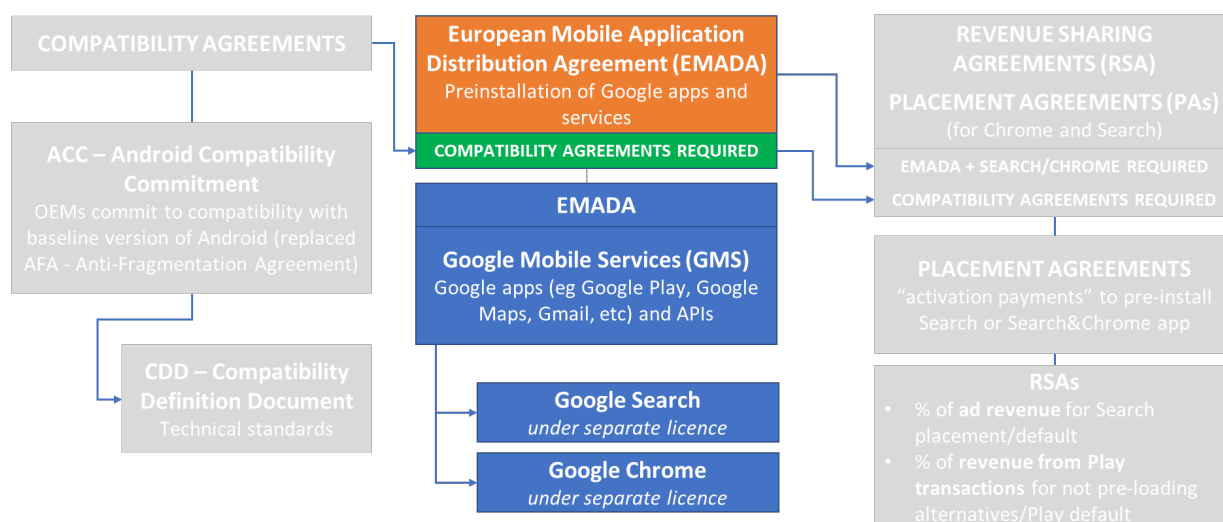 COMPATIBILITY AGREEMENTS
ACC – Android Compatibility
Commitment
OEMs commit to compatibility with
baseline version of Android (replaced
AFA - Anti-Fragmentation Agreement)
CDD – Compatibility
Definition Document
Technical standards
European Mobile Application
Distribution Agreement (EMADA)
Preinstallation of Google apps and
services
COMPATIBILITY AGREEMENTS REQUIRED
EMADA
Google Mobile Services (GMS)
Google apps (eg Google Play, Google
Maps, Gmail, etc) and APIs
Google Search
under separate licence
Google Chrome
under separate licence
REVENUE SHARING
AGREEMENTS (RSA)
PLACEMENT AGREEMENTS (PAs)
(for Chrome and Search)
EMADA + SEARCH/CHROME REQUIRED
COMPATIBILITY AGREEMENTS REQUIRED
PLACEMENT AGREEMENTS
“activation payments” to pre-install
Search or Search&Chrome app
RSAs
• % of ad revenue for Search
placement/default
• % of revenue from Play
transactions for not pre-loading
alternatives/Play default